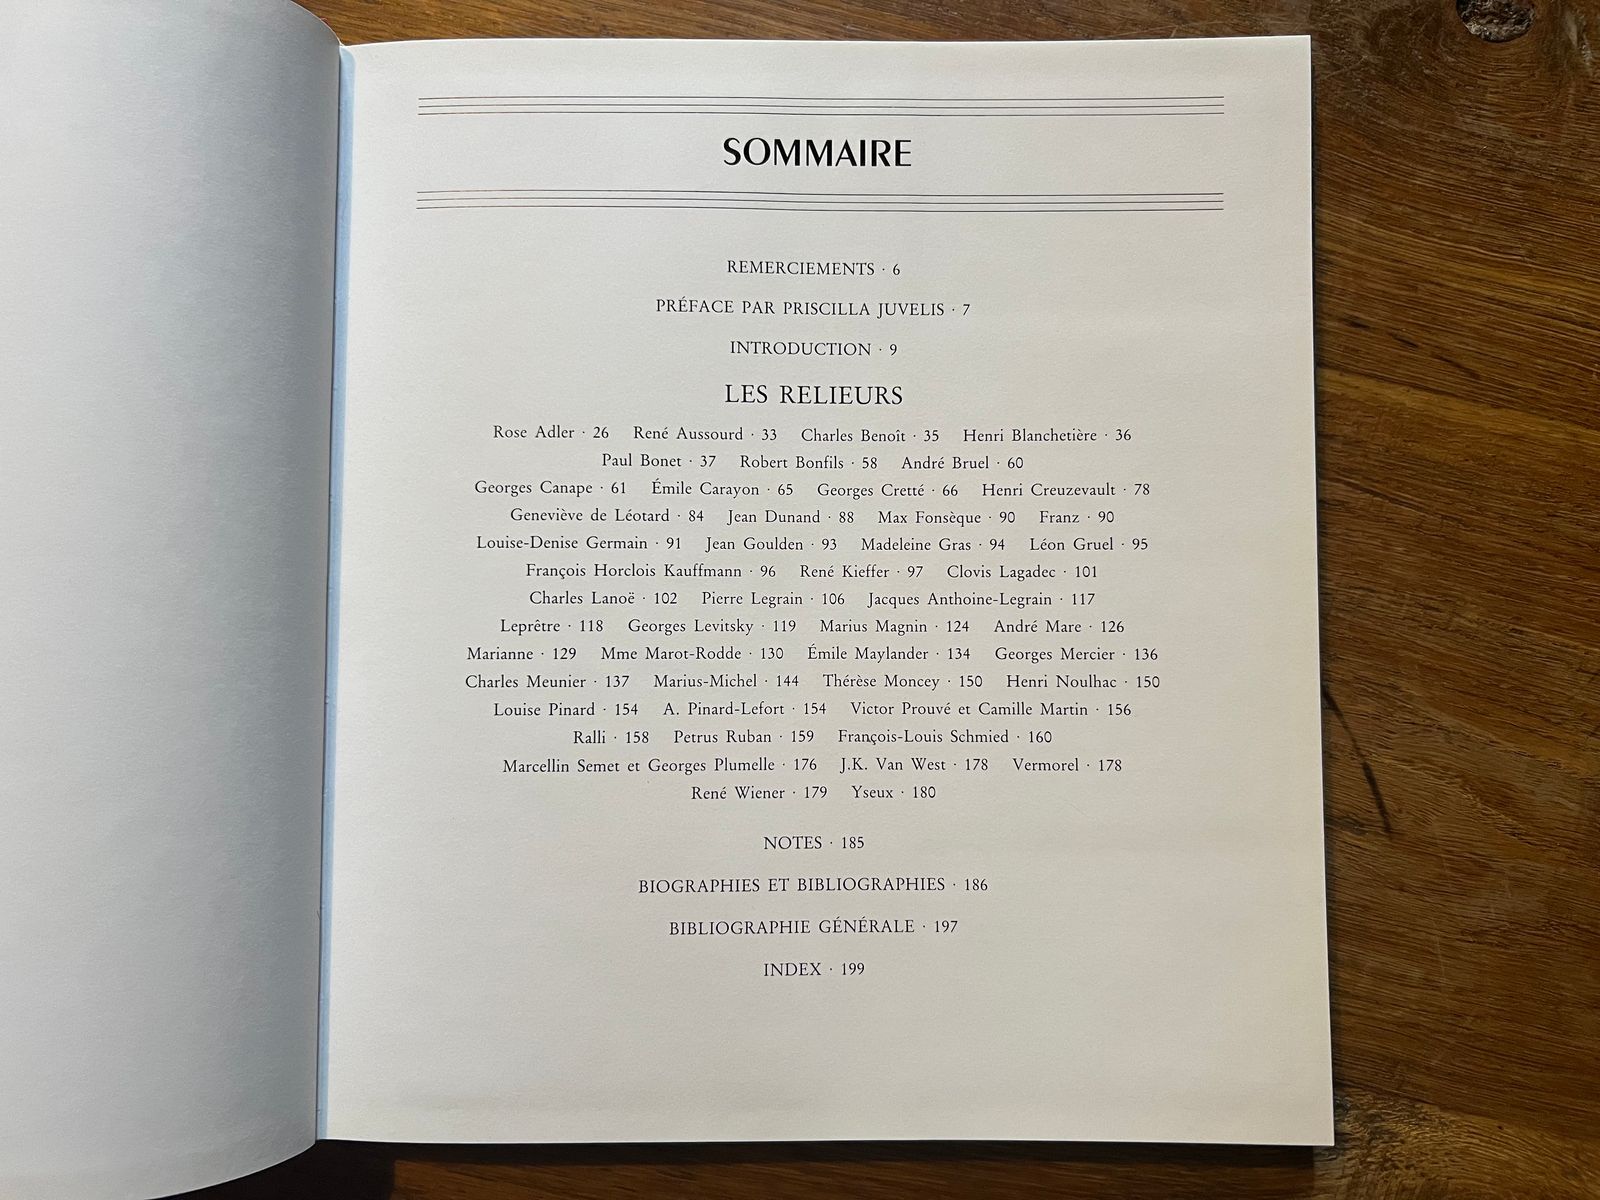 SOMMAIRE
REMERCIEMENTS · 6
PRÉFACE PAR PRISCILLA JUVELIS · 7
INTRODUCTION · 9
LES RELIEURS
Rose Adler · 26 René Aussourd · 33 Charles Benoît · 35 Henri Blanchetière · 36
Paul Bonet · 37 Robert Bonfils · 58 André Bruel · 60
Georges Canape · 61 Émile Carayon · 65 Georges Cretté · 66 Henri Creuzevault · 78
Geneviève de Léotard · 84 Jean Dunand · 88 Max Fonsèque · 90 Franz · 90
Louise-Denise Germain · 91 Jean Goulden · 93 Madeleine Gras · 94 Léon Gruel · 95
François Horclois Kauffmann · 96 René Kieffer · 97 Clovis Lagadec · 101
Charles Lanoë · 102 Pierre Legrain · 106 Jacques Anthoine-Legrain · 117
Leprêtre · 118 Georges Levitsky · 119 Marius Magnin · 124 André Mare · 126
Marianne · 129 Mme Marot-Rodde · 130 Émile Maylander · 134 Georges Mercier · 136
Charles Meunier · 137 Marius-Michel · 144 Thérèse Moncey · 150 Henri Noulhac · 150
Louise Pinard · 154 A. Pinard-Lefort · 154 Victor Prouvé et Camille Martin · 156
Ralli · 158 Petrus Ruban · 159 François-Louis Schmied · 160
Marcellin Semet et Georges Plumelle · 176 J.K. Van West · 178 Vermorel · 178
René Wiener · 179 Yseux · 180
NOTES · 185
BIOGRAPHIES ET BIBLIOGRAPHIES · 186
BIBLIOGRAPHIE GÉNÉRALE · 197
INDEX · 199